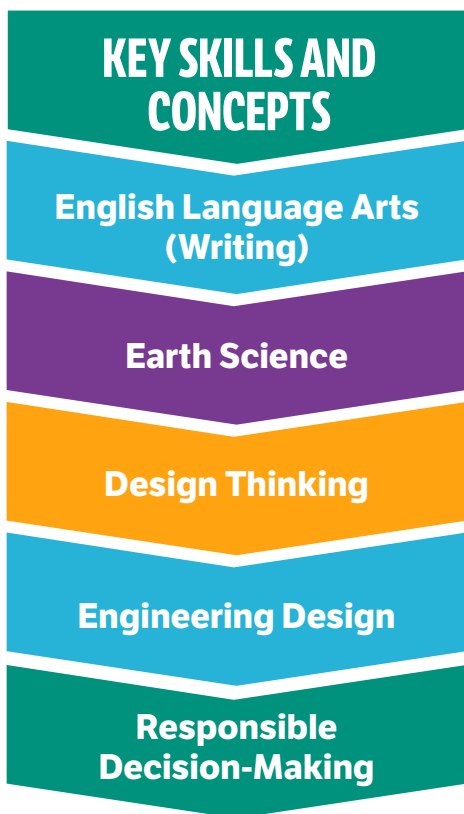 KEY SKILLS AND
CONCEPTS
English Language Arts
(Writing)
Earth Science
Design Thinking
Engineering Design
Responsible
Decision-Making